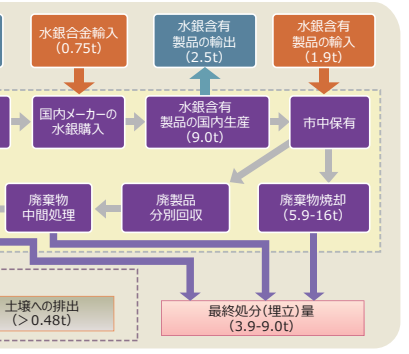 水銀合金輸入
(0.75t)
水銀含有
製品の輸出
(2.5t)
水銀含有
製品の輸入
(1.9t)
国内メーカーの
水銀購入
水銀含有
製品の国内生産
(9.0t)
市中保有
廃棄物
中間処理
廃製品
分別回収
廃棄物焼却
(5.9-16t)
土壌への排出
(>0.48t)
最終処分(埋立)量
(3.9-9.0t)